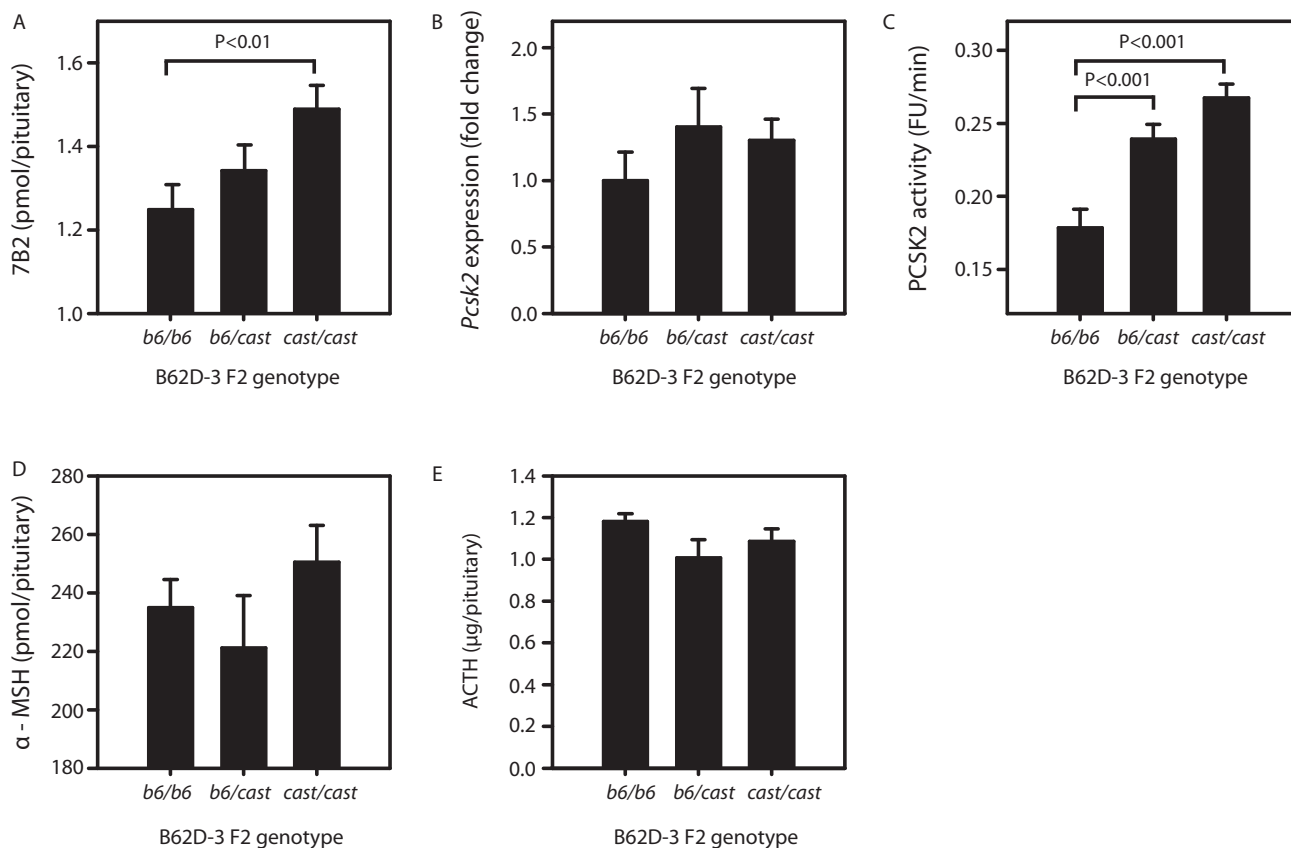 A
7B2 (pmol/pituitary)
1.6
1.4
1.2
1.0
P<0.01
b6/b6 b6/cast cast/cast
B62D-3 F2 genotype
B
Pcsk2 expression (fold change)
2.0
1.5
1.0
0.5
0.0
b6/b6 b6/cast cast/cast
B62D-3 F2 genotype
C
PCSK2 activity (FU/min)
0.30
0.25
0.20
0.15
P<0.001
P<0.001
b6/b6 b6/cast cast/cast
B62D-3 F2 genotype
D
α - MSH (pmol/pituitary)
280
260
240
220
200
180
b6/b6 b6/cast cast/cast
B62D-3 F2 genotype
E
ACTH (μg/pituitary)
1.4
1.2
1.0
0.8
0.6
0.4
0.2
0.0
b6/b6 b6/cast cast/cast
B62D-3 F2 genotype